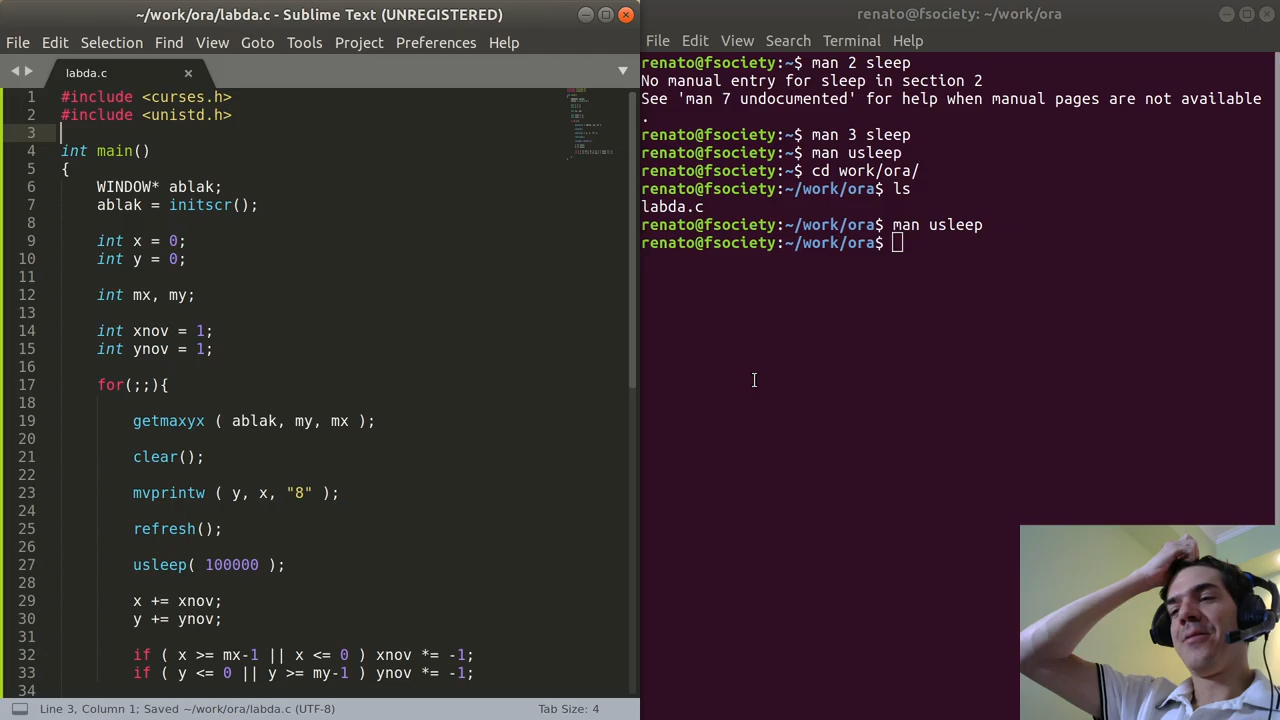 ~/work/ora/labda.c - Sublime Text (UNREGISTERED)
File Edit Selection Find View Goto Tools Project Preferences Help
labda.c
1 #include <curses.h>
2 #include <unistd.h>
3
4 int main()
5 {
6 WINDOW* ablak;
7 ablak = initscr();
8
9 int x = 0;
10 int y = 0;
11
12 int mx, my;
13
14 int xnov = 1;
15 int ynov = 1;
16
17 for(;;){
18
19 getmaxyx ( ablak, my, mx );
20
21 clear();
22
23 mvprintw ( y, x, "8" );
24
25 refresh();
26
27 usleep( 100000 );
28
29 x += xnov;
30 y += ynov;
31
32 if ( x >= mx-1 || x <= 0 ) xnov *= -1;
33 if ( y <= 0 || y >= my-1 ) ynov *= -1;
34
Line 3, Column 1; Saved ~/work/ora/labda.c (UTF-8)
Tab Size: 4
renato@fsociety: ~/work/ora
File Edit View Search Terminal Help
renato@fsociety:~$ man 2 sleep
No manual entry for sleep in section 2
See 'man 7 undocumented' for help when manual pages are not available
.
renato@fsociety:~$ man 3 sleep
renato@fsociety:~$ man usleep
renato@fsociety:~$ cd work/ora/
renato@fsociety:~/work/ora$ ls
labda.c
renato@fsociety:~/work/ora$ man usleep
renato@fsociety:~/work/ora$